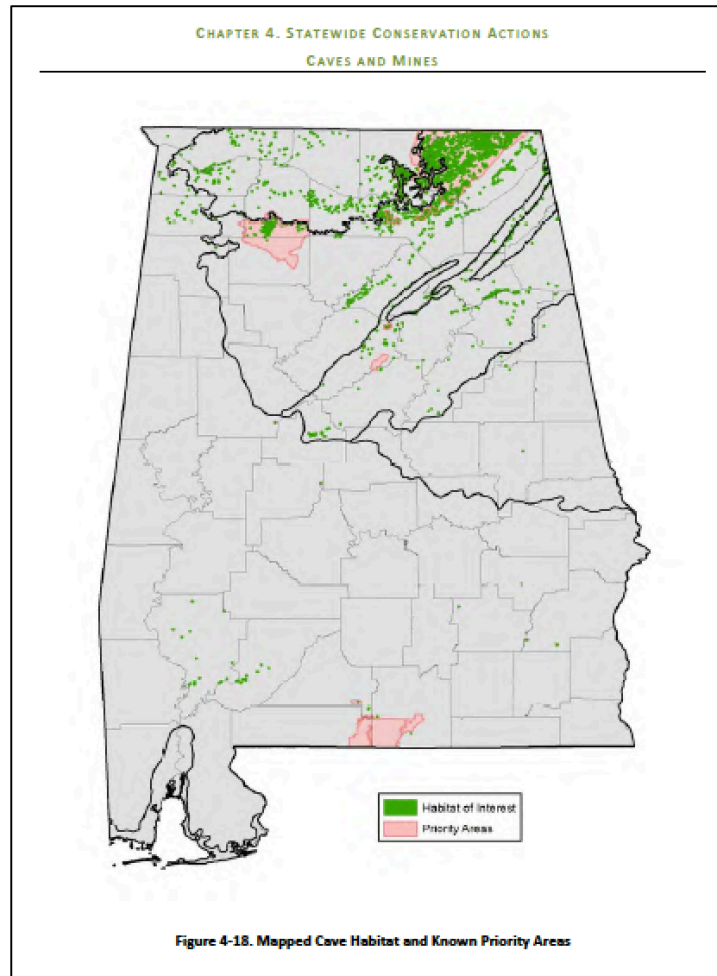 CHAPTER 4. STATEWIDE CONSERVATION ACTIONS
CAVES AND MINES
Habitat of Interest
Priority Areas
Figure 4-18. Mapped Cave Habitat and Known Priority Areas